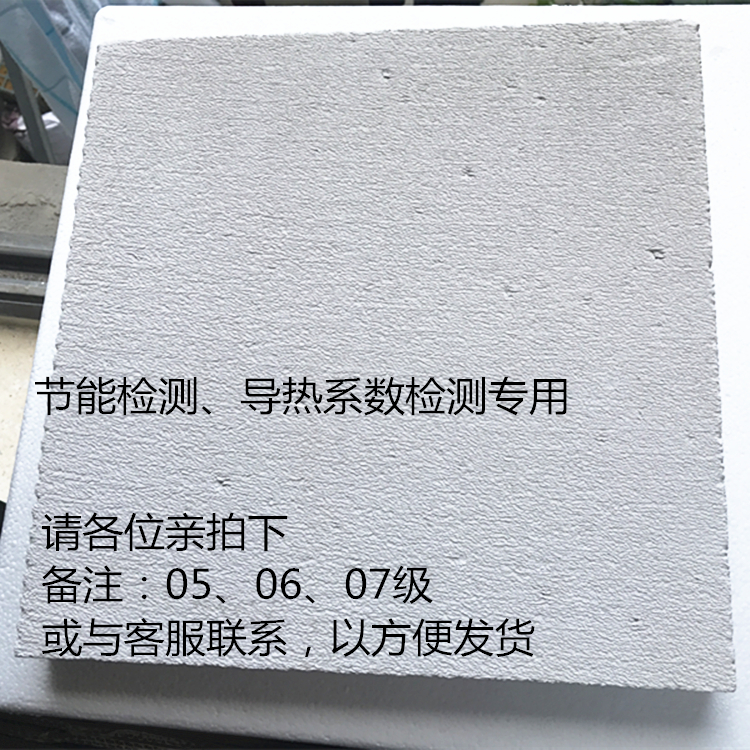 节能检测、导热系数检测专用
请各位亲拍下
备注：05、06、07级
或与客服联系，以方便发货